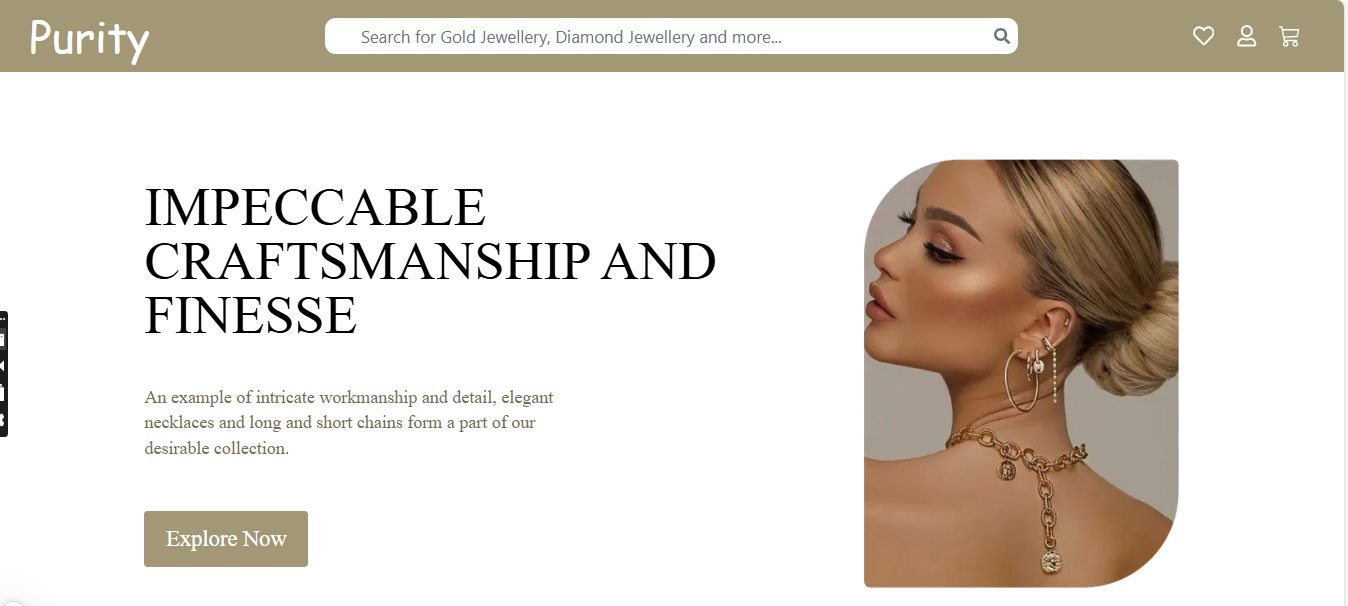 Purity
Search for Gold Jewellery, Diamond Jewellery and more...
IMPECCABLE
CRAFTSMANSHIP AND
FINESSE
An example of intricate workmanship and detail, elegant
necklaces and long and short chains form a part of our
desirable collection.
Explore Now